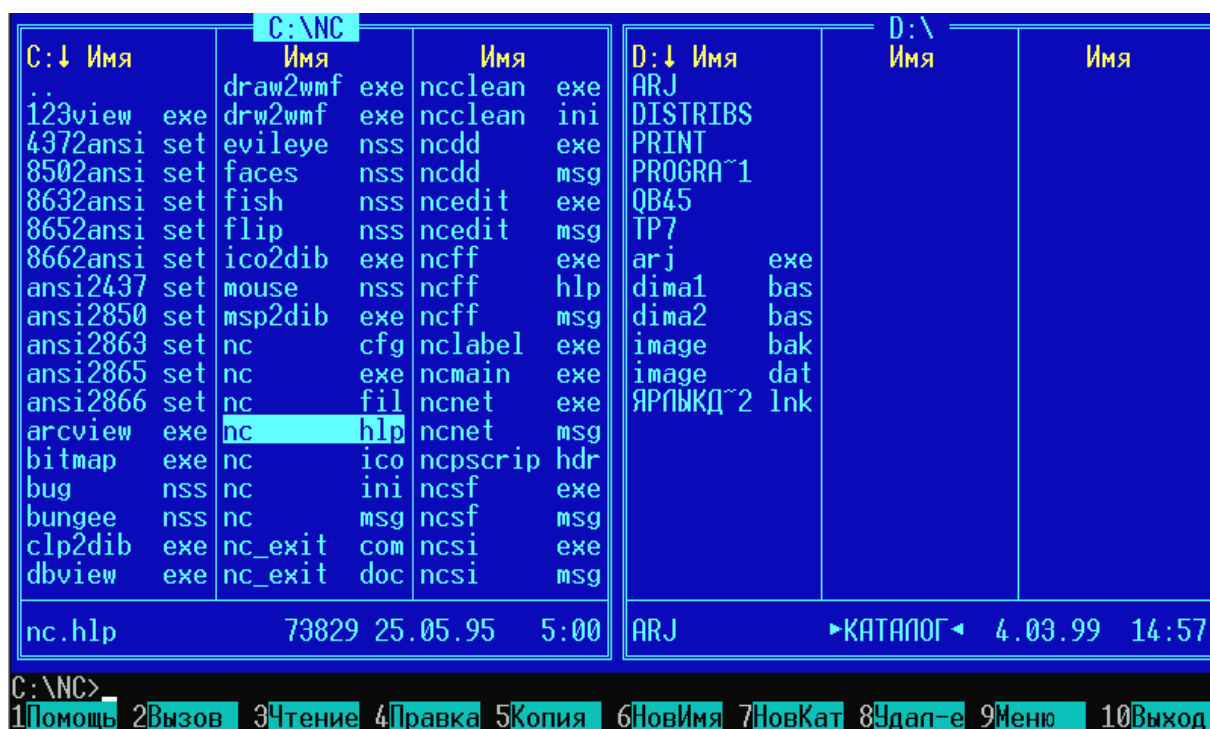 C:\NC D:\
C:↓ Имя Имя Имя D:↓ Имя Имя Имя
.. draw2wmf exe ncclean exe ARJ
123view exe drw2wmf exe ncclean ini DISTRIBS
4372ansi set evileye nss ncdd exe PRINT
8502ansi set faces nss ncdd msg PROGRA~1
8632ansi set fish nss ncedit exe QB45
8652ansi set flip nss ncedit msg TP7
8662ansi set ico2dib exe ncff exe arj exe
ansi2437 set mouse nss ncff hlp dima1 bas
ansi2850 set msp2dib exe ncff msg dima2 bas
ansi2863 set nc cfg nclabel exe image bak
ansi2865 set nc exe ncmain exe image dat
ansi2866 set nc fil ncnet exe ЯРЛЫКД~2 lnk
arcview exe nc hlp ncnet msg
bitmap exe nc ico ncpscrip hdr
bug nss nc ini ncsf exe
bungee nss nc msg ncsf msg
clp2dib exe nc_exit com ncsi exe
dbview exe nc_exit doc ncsi msg
nc.hlp 73829 25.05.95 5:00 ARJ ►КАТАЛОГ◄ 4.03.99 14:57
C:\NC>_
1Помощь 2Вызов 3Чтение 4Правка 5Копия 6НовИмя 7НовКат 8Удал-е 9Меню 10Выход